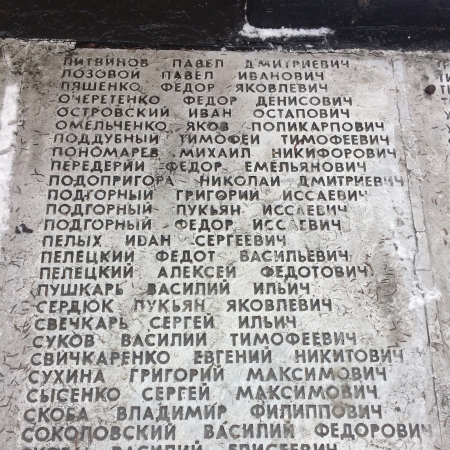 ЛИТВИНОВ ПАВЕЛ ДМИТРИЕВИЧ
ЛОЗОВОЙ ПАВЕЛ ИВАНОВИЧ
ЛЯШЕНКО ФЕДОР ЯКОВЛЕВИЧ
ОЧЕРЕТЕНКО ФЕДОР ДЕНИСОВИЧ
ОСТРОВСКИЙ ИВАН ОСТАПОВИЧ
ОМЕЛЬЧЕНКО ЯКОВ ПОЛИКАРПОВИЧ
ПОДДУБНЫЙ ТИМОФЕЙ ТИМОФЕЕВИЧ
ПОНОМАРЕВ МИХАИЛ НИКИФОРОВИЧ
ПЕРЕДЕРИЙ ФЕДОР ЕМЕЛЬЯНОВИЧ
ПОДОПРИГОРА НИКОЛАЙ ДМИТРИЕВИЧ
ПОДГОРНЫЙ ГРИГОРИЙ ИССАЕВИЧ
ПОДГОРНЫЙ ЛУКЬЯН ИССАЕВИЧ
ПОДГОРНЫЙ ФЕДОР ИССАЕВИЧ
ПЕЛЫХ ИВАН СЕРГЕЕВИЧ
ПЕЛЕЦКИЙ ФЕДОТ ВАСИЛЬЕВИЧ
ПЕЛЕЦКИЙ АЛЕКСЕЙ ФЕДОТОВИЧ
ПУШКАРЬ ВАСИЛИЙ ИЛЬИЧ
СЕРДЮК ЛУКЬЯН ЯКОВЛЕВИЧ
СВЕЧКАРЬ СЕРГЕЙ ИЛЬИЧ
СУКОВ ВАСИЛИЙ ТИМОФЕЕВИЧ
СВИЧКАРЕНКО ЕВГЕНИЙ НИКИТОВИЧ
СУХИНА ГРИГОРИЙ МАКСИМОВИЧ
СЫСЕНКО СЕРГЕЙ МАКСИМОВИЧ
СКОБА ВЛАДИМИР ФИЛИППОВИЧ
СОКОЛОВСКИЙ ВАСИЛИЙ ФЕДОРОВИЧ
ВАСИЛИЙ ЕЛИСЕЕВИЧ